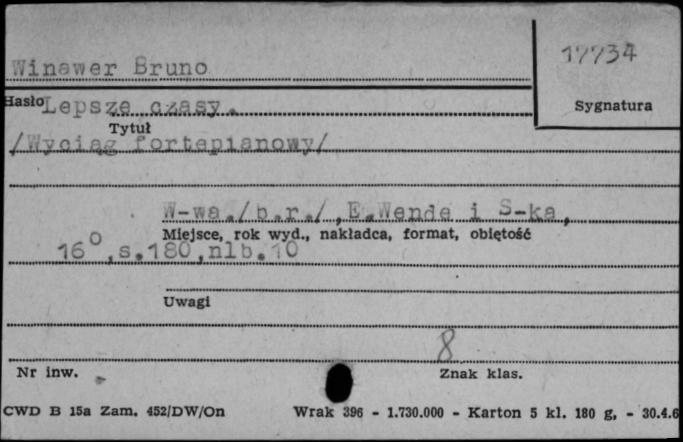 17734
Winawer Bruno
Hasło Lepsze czasy.
Sygnatura
Tytuł
/Wyciąg fortepianowy/
W-wa./b.r./,E.Wende i S-ka,
Miejsce, rok wyd., nakładca, format, objętość
16°,s.180,nlb.10
Uwagi
8
Nr inw.
Znak klas.
CWD B 15a Zam. 452/DW/On Wrak 396 - 1.730.000 - Karton 5 kl. 180 g, - 30.4.6